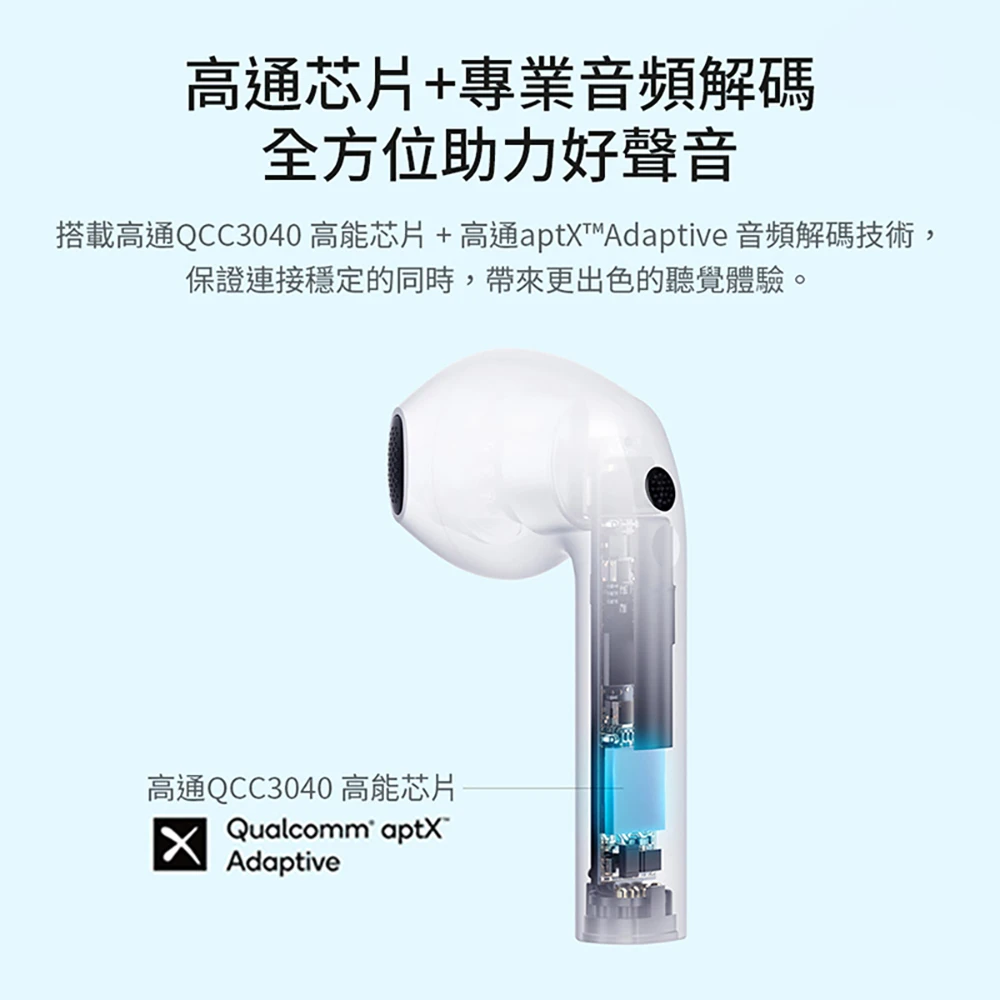 高通芯片+專業音頻解碼
全方位助力好聲音
搭載高通QCC3040 高能芯片 + 高通aptX™Adaptive 音頻解碼技術，
保證連接穩定的同時，帶來更出色的聽覺體驗。
高通QCC3040 高能芯片
Qualcomm® aptX™
Adaptive